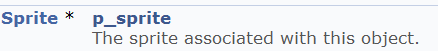 Sprite * p_sprite
The sprite associated with this object.